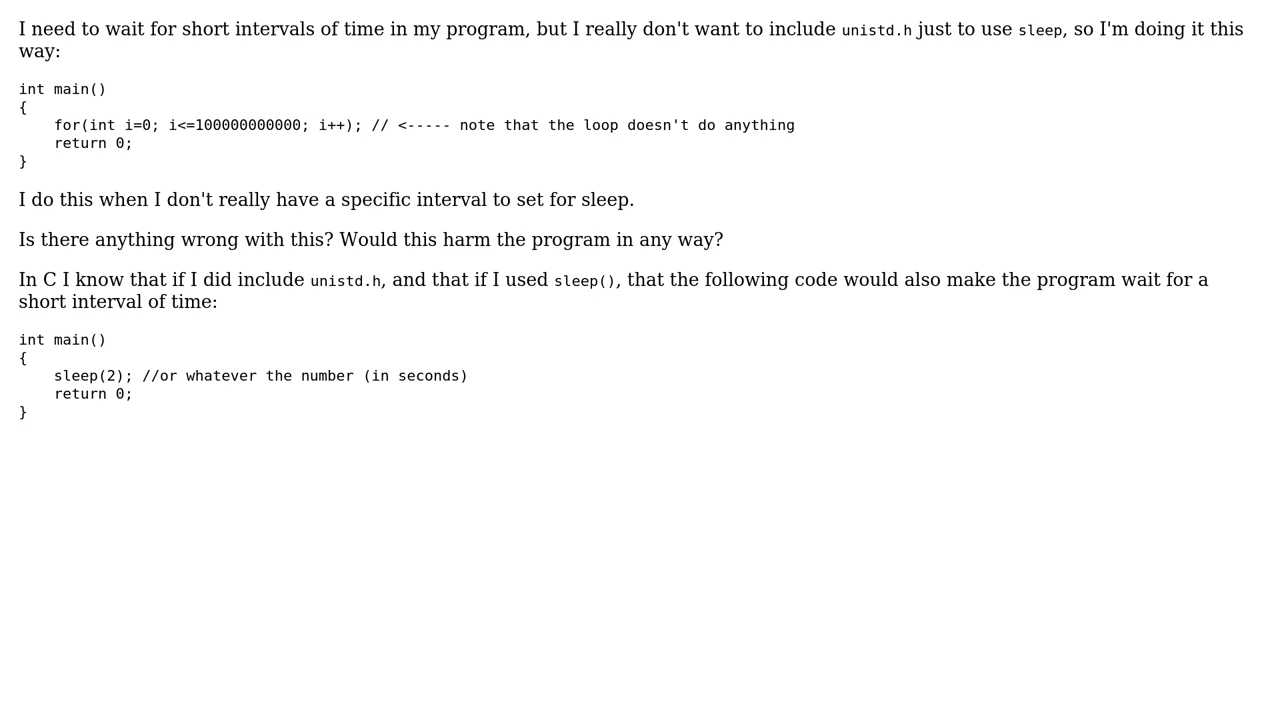 I need to wait for short intervals of time in my program, but I really don't want to include unistd.h just to use sleep, so I'm doing it this
way:
int main()
{
    for(int i=0; i<=100000000000; i++); // <----- note that the loop doesn't do anything
    return 0;
}
I do this when I don't really have a specific interval to set for sleep.
Is there anything wrong with this? Would this harm the program in any way?
In C I know that if I did include unistd.h, and that if I used sleep(), that the following code would also make the program wait for a
short interval of time:
int main()
{
    sleep(2); //or whatever the number (in seconds)
    return 0;
}